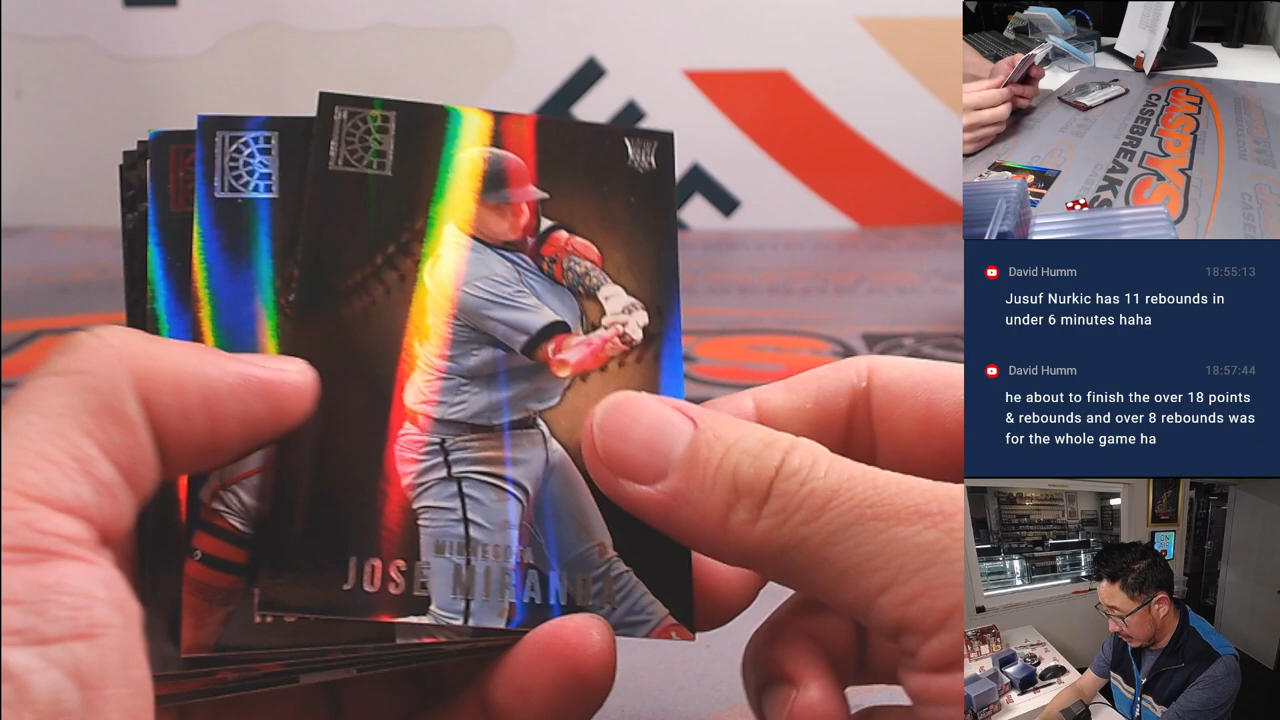 MINNESOTA
JOSE MIRANDA
JASPYS
CASEBREAKS
David Humm 18:55:13
Jusuf Nurkic has 11 rebounds in
under 6 minutes haha
David Humm 18:57:44
he about to finish the over 18 points
& rebounds and over 8 rebounds was
for the whole game ha
ON
AIR